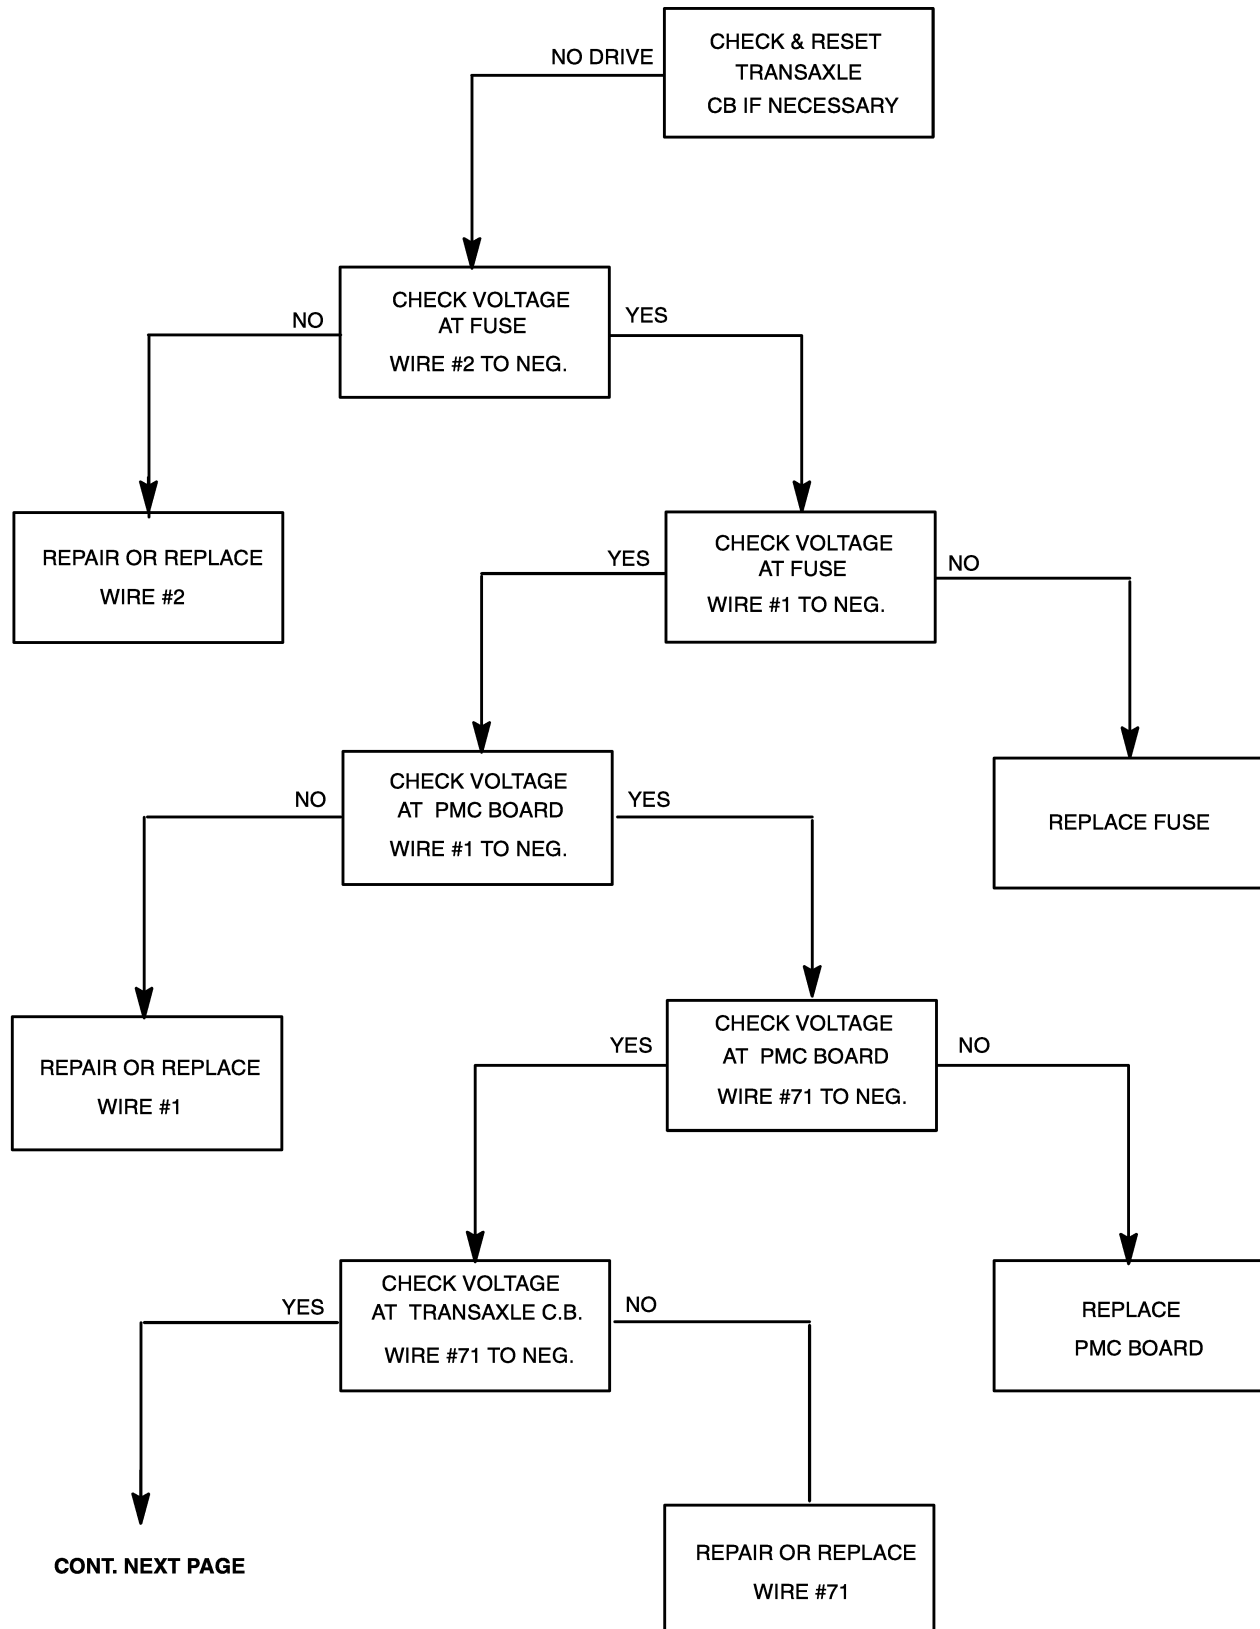 CHECK & RESET
TRANSAXLE
CB IF NECESSARY
NO DRIVE
CHECK VOLTAGE
AT FUSE
WIRE #2 TO NEG.
NO
YES
REPAIR OR REPLACE
WIRE #2
CHECK VOLTAGE
AT FUSE
WIRE #1 TO NEG.
YES
NO
CHECK VOLTAGE
AT PMC BOARD
WIRE #1 TO NEG.
NO
YES
REPLACE FUSE
REPAIR OR REPLACE
WIRE #1
CHECK VOLTAGE
AT PMC BOARD
WIRE #71 TO NEG.
YES
NO
CHECK VOLTAGE
AT TRANSAXLE C.B.
WIRE #71 TO NEG.
YES
NO
REPLACE
PMC BOARD
CONT. NEXT PAGE
REPAIR OR REPLACE
WIRE #71